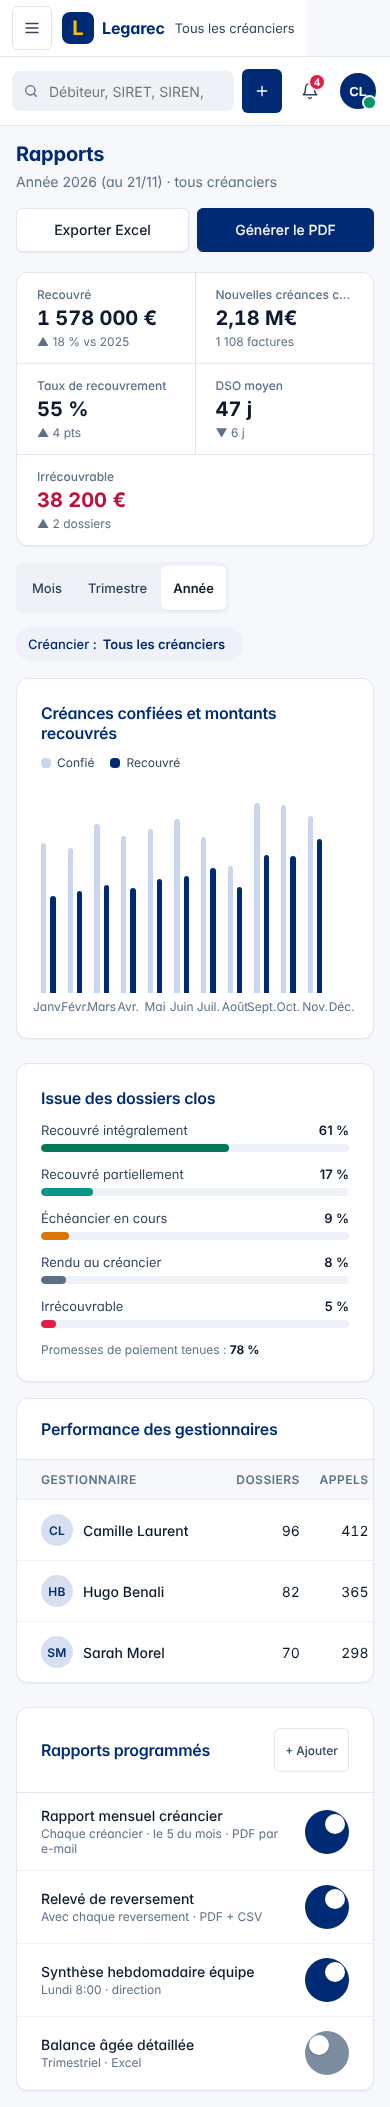 L Legarec Tous les créanciers
Débiteur, SIRET, SIREN,
+
4
CL
Rapports
Année 2026 (au 21/11) · tous créanciers
Exporter Excel
Générer le PDF
Recouvré
1 578 000 €
▲ 18 % vs 2025
Nouvelles créances c...
2,18 M€
1 108 factures
Taux de recouvrement
55 %
▲ 4 pts
DSO moyen
47 j
▼ 6 j
Irrécouvrable
38 200 €
▲ 2 dossiers
Mois Trimestre Année
Créancier : Tous les créanciers
Créances confiées et montants
recouvrés
Confié Recouvré
Janv. Févr. Mars Avr. Mai Juin Juil. Août Sept. Oct. Nov. Déc.
Issue des dossiers clos
Recouvré intégralement 61 %
Recouvré partiellement 17 %
Échéancier en cours 9 %
Rendu au créancier 8 %
Irrécouvrable 5 %
Promesses de paiement tenues : 78 %
Performance des gestionnaires
GESTIONNAIRE DOSSIERS APPELS
CL Camille Laurent 96 412
HB Hugo Benali 82 365
SM Sarah Morel 70 298
Rapports programmés
+ Ajouter
Rapport mensuel créancier
Chaque créancier · le 5 du mois · PDF par
e-mail
Relevé de reversement
Avec chaque reversement · PDF + CSV
Synthèse hebdomadaire équipe
Lundi 8:00 · direction
Balance âgée détaillée
Trimestriel · Excel